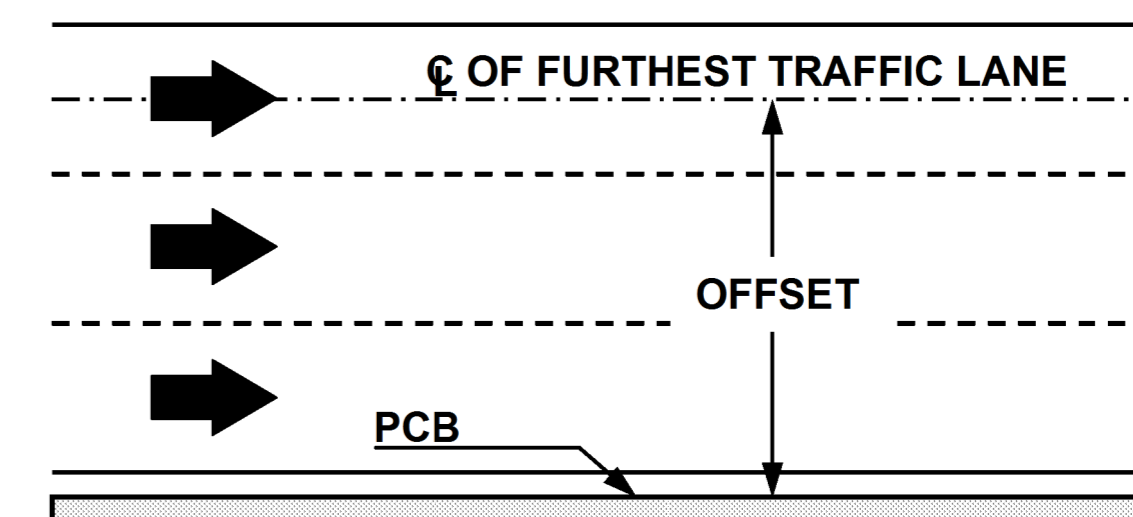 ℄ OF FURTHEST TRAFFIC LANE
OFFSET
PCB